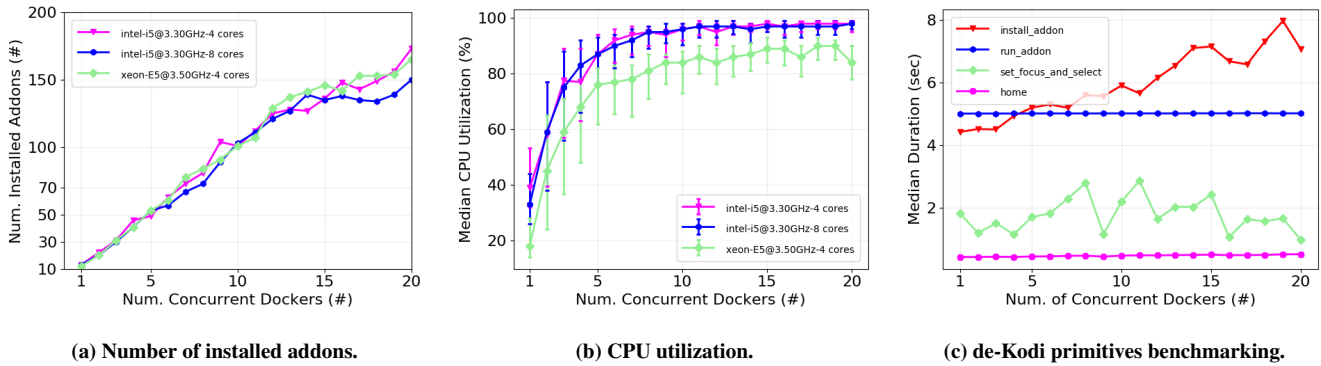 200
150
100
70
50
30
10
1
5
10
15
20
Num. Installed Addons (#)
Num. Concurrent Dockers (#)
intel-i5@3.30GHz-4 cores
intel-i5@3.30GHz-8 cores
xeon-E5@3.50GHz-4 cores
(a) Number of installed addons.
100
80
60
40
20
1
5
10
15
20
Median CPU Utilization (%)
Num. Concurrent Dockers (#)
intel-i5@3.30GHz-4 cores
intel-i5@3.30GHz-8 cores
xeon-E5@3.50GHz-4 cores
(b) CPU utilization.
8
6
4
2
1
5
10
15
20
Median Duration (sec)
Num. of Concurrent Dockers (#)
install_addon
run_addon
set_focus_and_select
home
(c) de-Kodi primitives benchmarking.